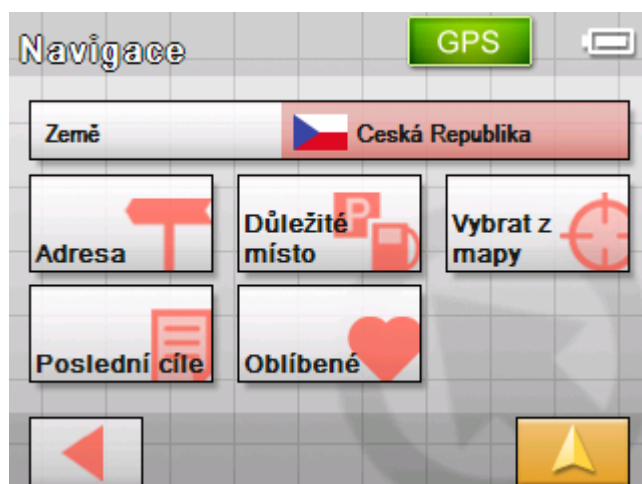 Navigace
GPS
Země
Ceská Republika
Adresa
Důležité
místo
P
Vybrat z
mapy
Poslední cíle
Oblíbené